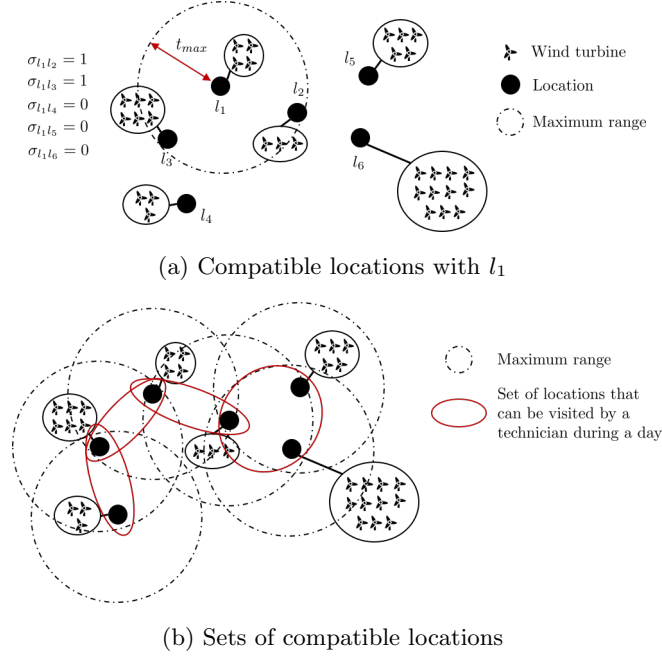 σ_{l₁l₂} = 1
σ_{l₁l₃} = 1
σ_{l₁l₄} = 0
σ_{l₁l₅} = 0
σ_{l₁l₆} = 0
t_{max}
l₁
l₂
l₃
l₄
l₅
l₆
Wind turbine
Location
Maximum range
(a) Compatible locations with l₁
Maximum range
Set of locations that
can be visited by a
technician during a day
(b) Sets of compatible locations